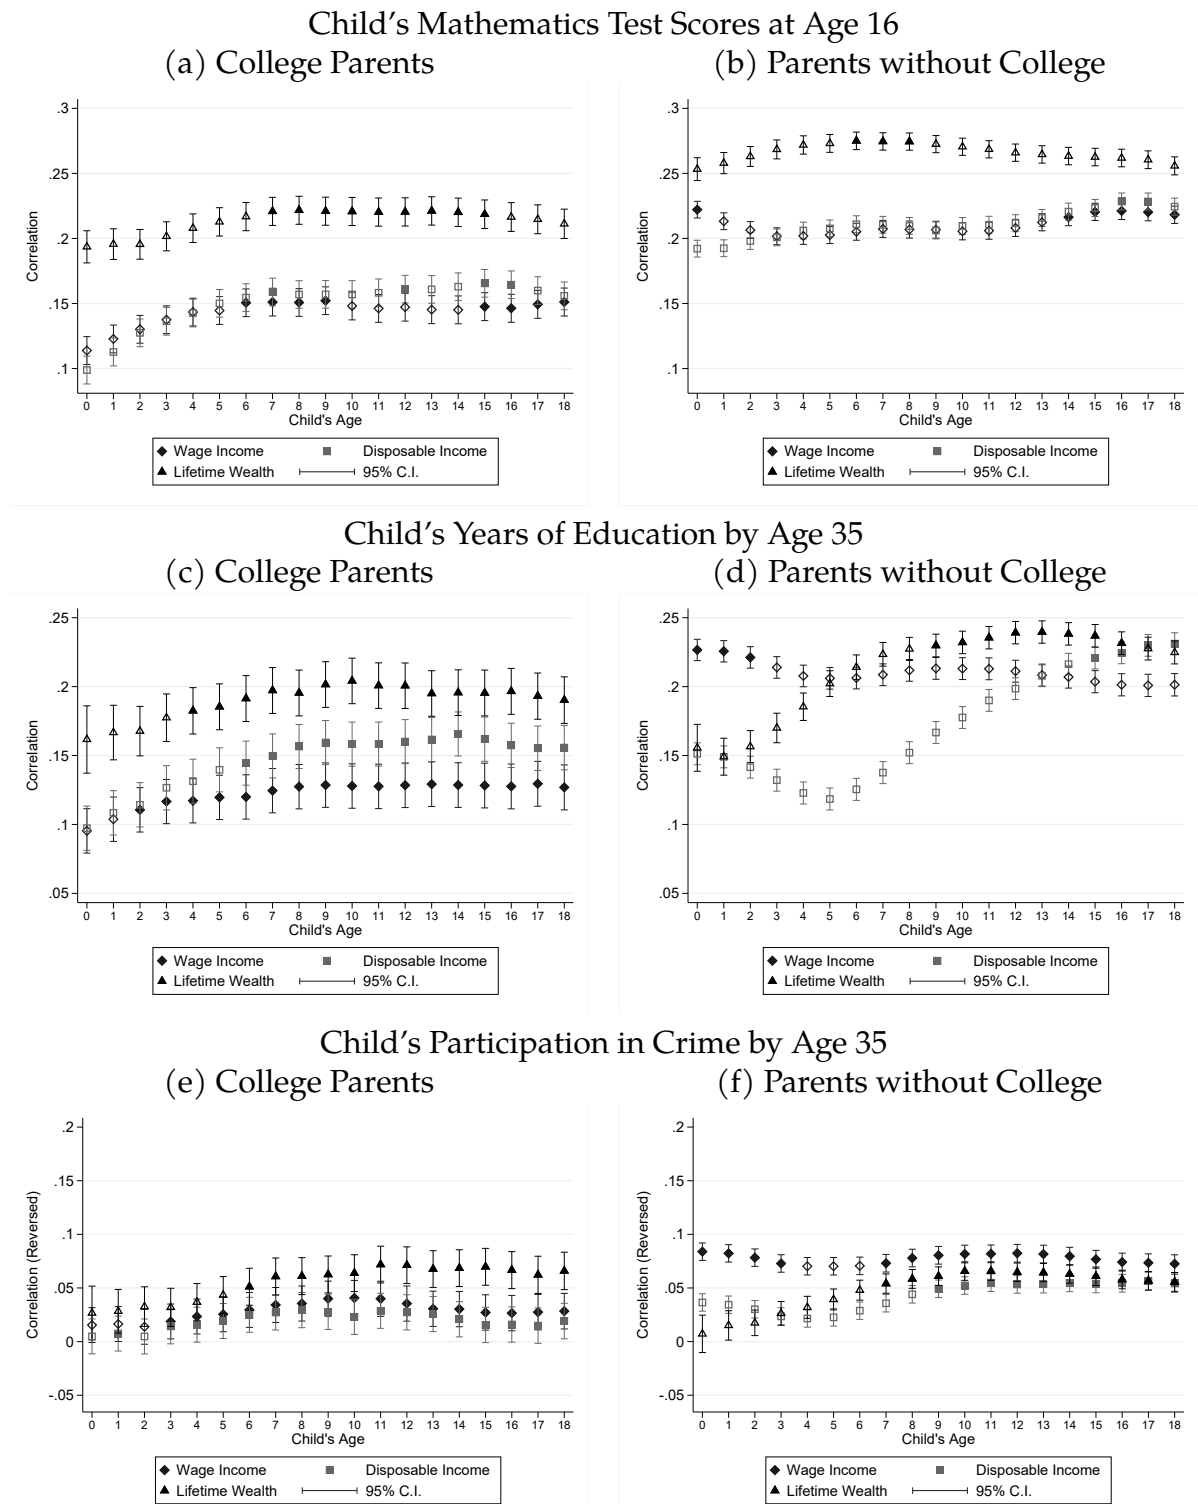 Child's Mathematics Test Scores at Age 16
(a) College Parents
(b) Parents without College
Correlation
.3
.25
.2
.15
.1
0 1 2 3 4 5 6 7 8 9 10 11 12 13 14 15 16 17 18
Child's Age
Wage Income
Disposable Income
Lifetime Wealth
95% C.I.
Correlation
.3
.25
.2
.15
.1
0 1 2 3 4 5 6 7 8 9 10 11 12 13 14 15 16 17 18
Child's Age
Wage Income
Disposable Income
Lifetime Wealth
95% C.I.
Child's Years of Education by Age 35
(c) College Parents
(d) Parents without College
Correlation
.25
.2
.15
.1
.05
0 1 2 3 4 5 6 7 8 9 10 11 12 13 14 15 16 17 18
Child's Age
Wage Income
Disposable Income
Lifetime Wealth
95% C.I.
Correlation
.25
.2
.15
.1
.05
0 1 2 3 4 5 6 7 8 9 10 11 12 13 14 15 16 17 18
Child's Age
Wage Income
Disposable Income
Lifetime Wealth
95% C.I.
Child's Participation in Crime by Age 35
(e) College Parents
(f) Parents without College
Correlation (Reversed)
.2
.15
.1
.05
0
-.05
0 1 2 3 4 5 6 7 8 9 10 11 12 13 14 15 16 17 18
Child's Age
Wage Income
Disposable Income
Lifetime Wealth
95% C.I.
Correlation (Reversed)
.2
.15
.1
.05
0
-.05
0 1 2 3 4 5 6 7 8 9 10 11 12 13 14 15 16 17 18
Child's Age
Wage Income
Disposable Income
Lifetime Wealth
95% C.I.